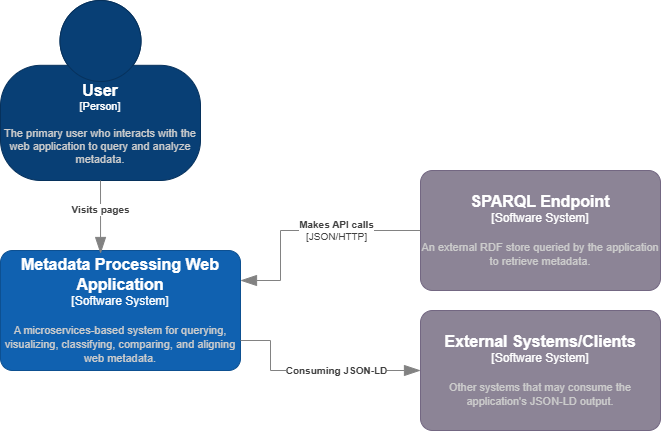 User
[Person]
The primary user who interacts with the
web application to query and analyze
metadata.
Visits pages
Metadata Processing Web
Application
[Software System]
A microservices-based system for querying,
visualizing, classifying, comparing, and aligning
web metadata.
Makes API calls
[JSON/HTTP]
SPARQL Endpoint
[Software System]
An external RDF store queried by the application
to retrieve metadata.
Consuming JSON-LD
External Systems/Clients
[Software System]
Other systems that may consume the
application's JSON-LD output.